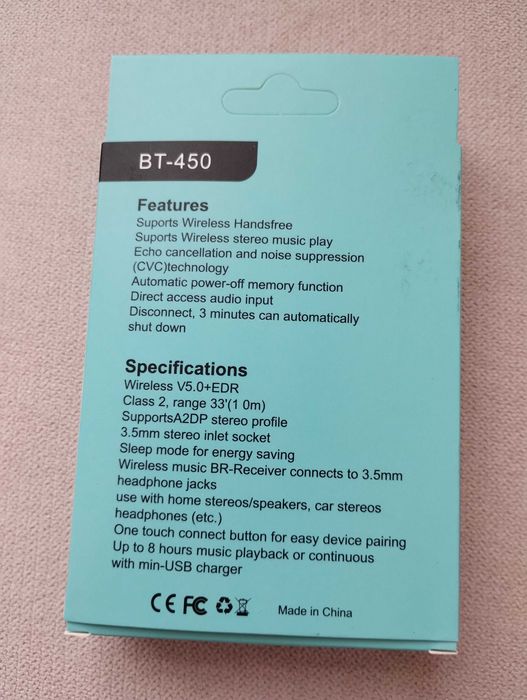 BT-450
Features
Suports Wireless Handsfree
Suports Wireless stereo music play
Echo cancellation and noise suppression
(CVC)technology
Automatic power-off memory function
Direct access audio input
Disconnect, 3 minutes can automatically
shut down
Specifications
Wireless V5.0+EDR
Class 2, range 33'(1 0m)
SupportsA2DP stereo profile
3.5mm stereo inlet socket
Sleep mode for energy saving
Wireless music BR-Receiver connects to 3.5mm
headphone jacks
use with home stereos/speakers, car stereos
headphones (etc.)
One touch connect button for easy device pairing
Up to 8 hours music playback or continuous
with min-USB charger
CE FC Made in China